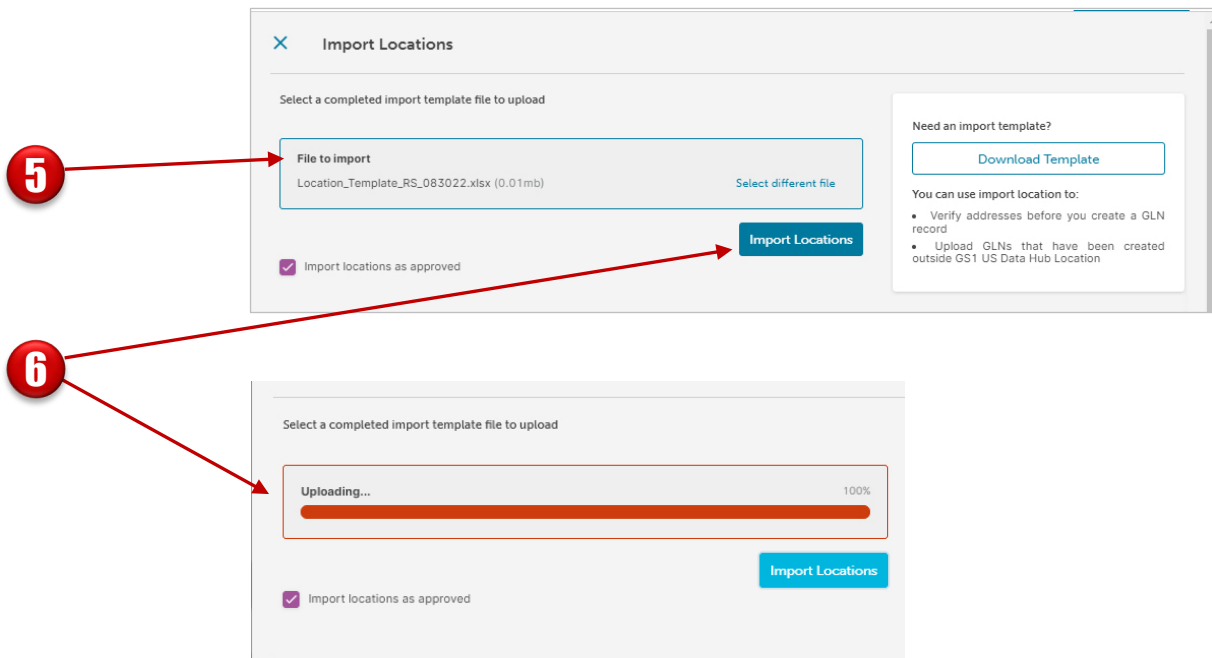 Import Locations
Select a completed import template file to upload
5
File to import
Location_Template_RS_083022.xlsx (0.01mb)
Select different file
Import Locations
Import locations as approved
Need an import template?
Download Template
You can use import location to:
• Verify addresses before you create a GLN
record
• Upload GLNs that have been created
outside GS1 US Data Hub Location
6
Select a completed import template file to upload
Uploading...
100%
Import Locations
Import locations as approved